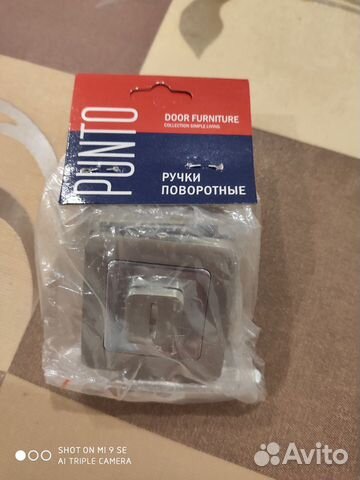 PUNTO
DOOR FURNITURE
COLLECTION SIMPLE LIVING
РУЧКИ
ПОВОРОТНЫЕ
SHOT ON MI 9 SE
AI TRIPLE CAMERA
Avito